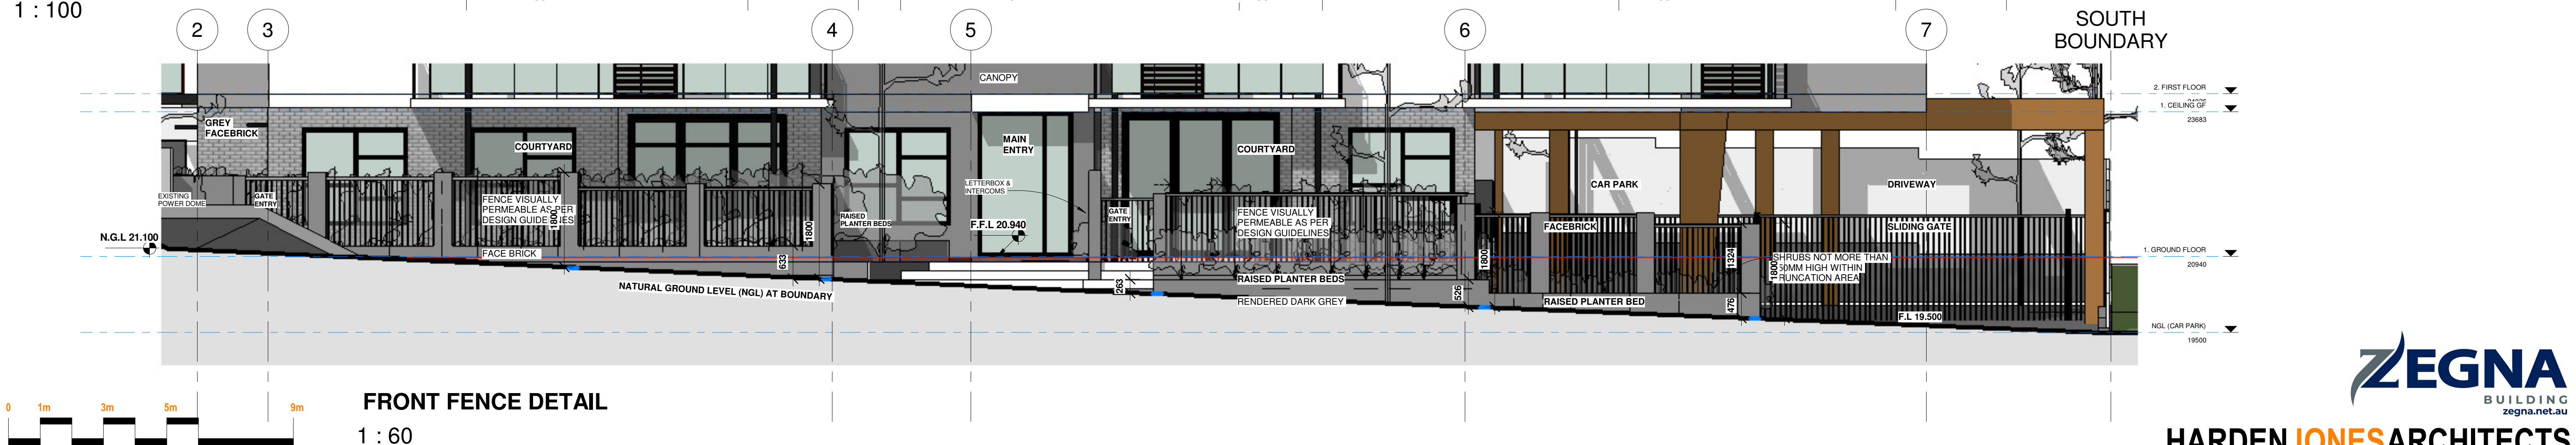 1 : 100
2
3
4
5
6
7
SOUTH
BOUNDARY
CANOPY
2. FIRST FLOOR
1. CEILING GF
23683
GREY
FACEBRICK
COURTYARD
MAIN
ENTRY
COURTYARD
CAR PARK
DRIVEWAY
EXISTING
POWER DOME
GATE
ENTRY
FENCE VISUALLY
PERMEABLE AS PER
DESIGN GUIDELINES
1800
1800
RAISED
PLANTER BEDS
LETTERBOX &
INTERCOMS
GATE
ENTRY
FENCE VISUALLY
PERMEABLE AS PER
DESIGN GUIDELINES
F.F.L 20.940
FACEBRICK
SLIDING GATE
N.G.L 21.100
FACE BRICK
633
1800
1324
1800
SHRUBS NOT MORE THAN
50MM HIGH WITHIN
TRUNCATION AREA
1. GROUND FLOOR
20940
NATURAL GROUND LEVEL (NGL) AT BOUNDARY
263
RAISED PLANTER BEDS
RENDERED DARK GREY
526
RAISED PLANTER BED
476
F.L 19.500
NGL (CAR PARK)
19500
0 1m 3m 5m 9m
FRONT FENCE DETAIL
1 : 60
ZEGNA
BUILDING
zegna.net.au
HARDEN JONES ARCHITECTS